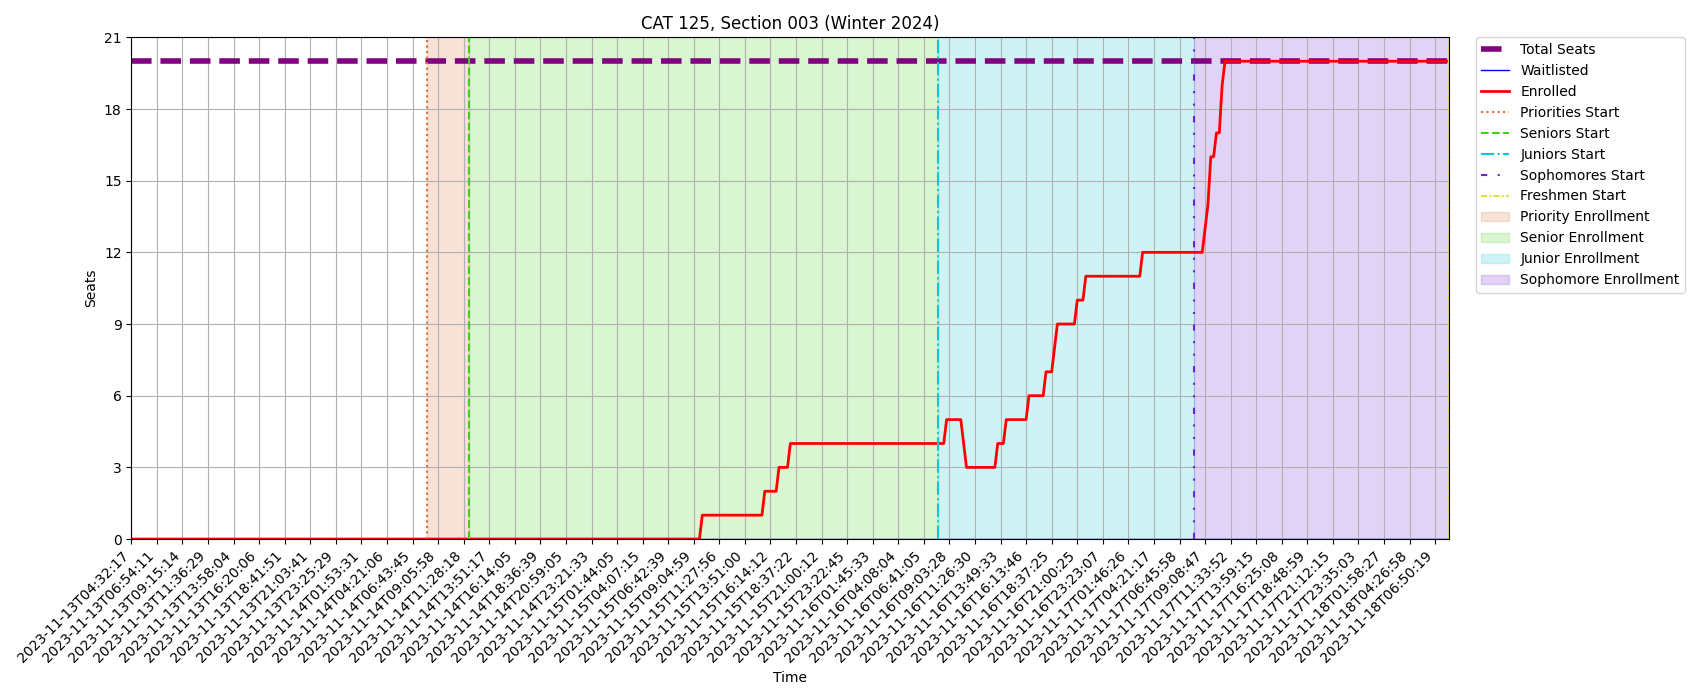 CAT 125, Section 003 (Winter 2024)
21
18
15
12
9
6
3
0
Seats
2023-11-13T04:32:17
2023-11-13T06:54:11
2023-11-13T09:15:14
2023-11-13T11:36:29
2023-11-13T13:58:04
2023-11-13T16:20:06
2023-11-13T18:41:51
2023-11-13T21:03:41
2023-11-13T23:25:29
2023-11-14T01:53:31
2023-11-14T04:21:06
2023-11-14T06:43:45
2023-11-14T09:05:58
2023-11-14T11:28:18
2023-11-14T13:51:17
2023-11-14T16:14:05
2023-11-14T18:36:39
2023-11-14T20:59:05
2023-11-14T23:21:33
2023-11-15T01:44:05
2023-11-15T04:07:15
2023-11-15T06:42:39
2023-11-15T09:04:59
2023-11-15T11:27:56
2023-11-15T13:51:00
2023-11-15T16:14:12
2023-11-15T18:37:22
2023-11-15T21:00:12
2023-11-15T23:22:45
2023-11-16T01:45:33
2023-11-16T04:08:04
2023-11-16T06:41:05
2023-11-16T09:03:28
2023-11-16T11:26:30
2023-11-16T13:49:33
2023-11-16T16:13:46
2023-11-16T18:37:25
2023-11-16T21:00:25
2023-11-16T23:23:07
2023-11-17T01:46:26
2023-11-17T04:21:17
2023-11-17T06:45:58
2023-11-17T09:08:47
2023-11-17T11:33:52
2023-11-17T13:59:15
2023-11-17T16:25:08
2023-11-17T18:48:59
2023-11-17T21:12:15
2023-11-17T23:35:03
2023-11-18T01:58:27
2023-11-18T04:26:58
2023-11-18T06:50:19
Time
Total Seats
Waitlisted
Enrolled
Priorities Start
Seniors Start
Juniors Start
Sophomores Start
Freshmen Start
Priority Enrollment
Senior Enrollment
Junior Enrollment
Sophomore Enrollment